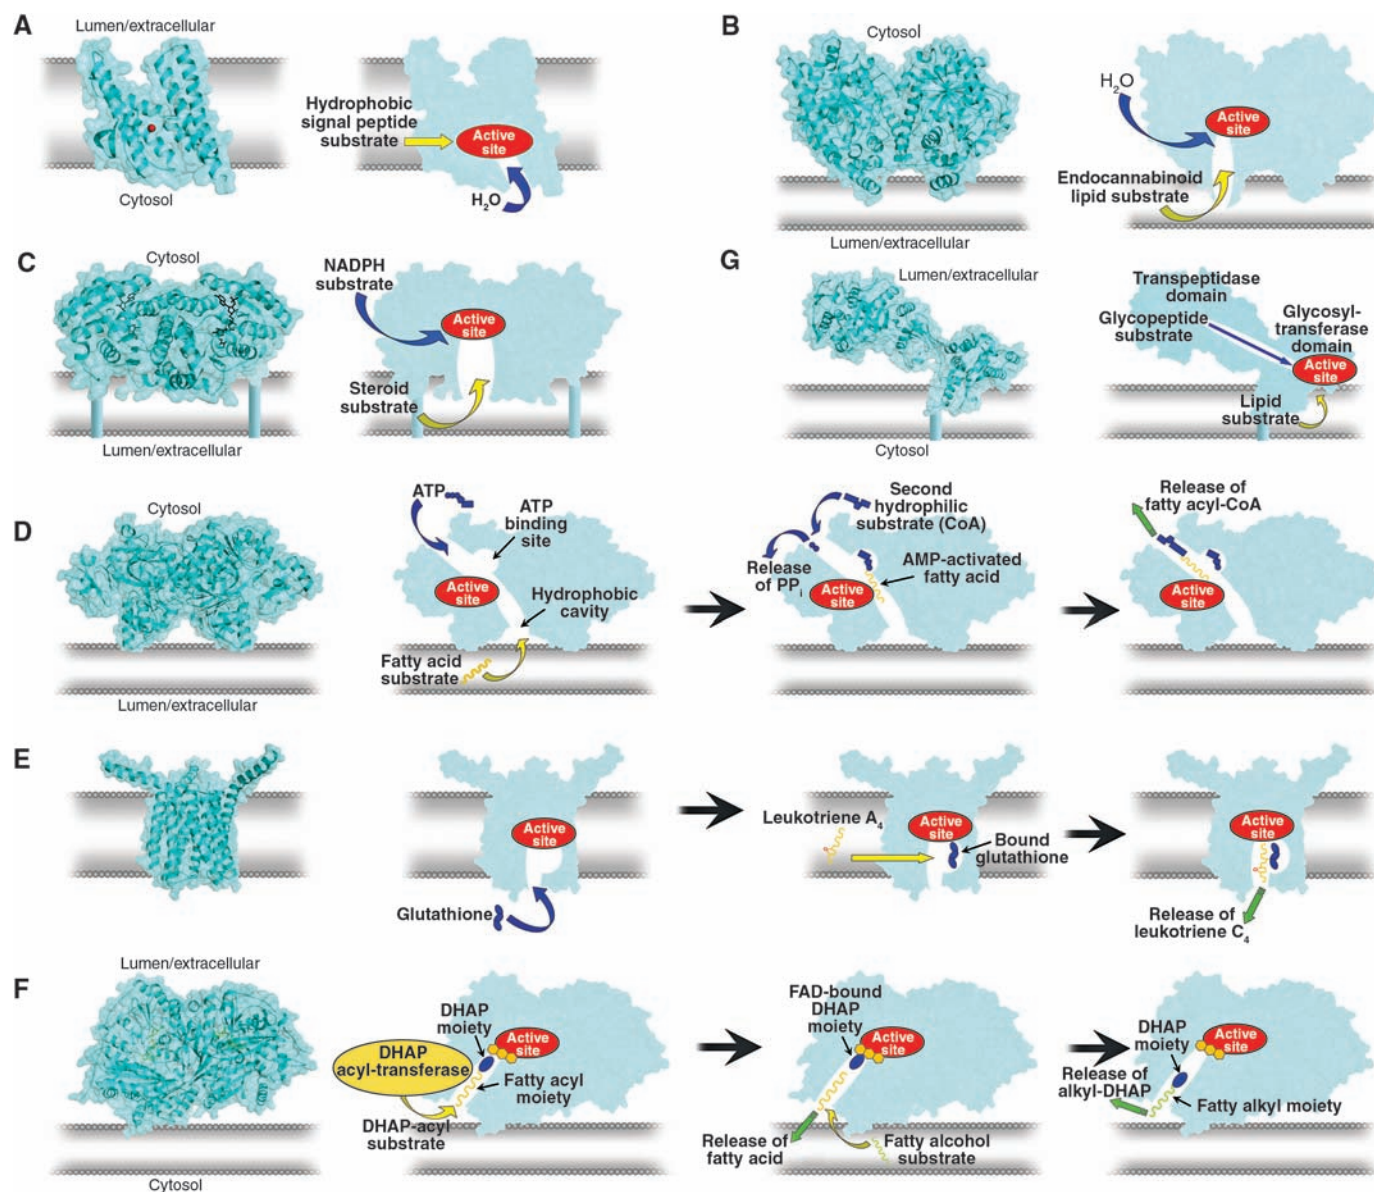 A
Lumen/extracellular
Cytosol
Hydrophobic
signal peptide
substrate
Active
site
H2O
B
Cytosol
Lumen/extracellular
H2O
Active
site
Endocannabinoid
lipid substrate
C
Cytosol
Lumen/extracellular
NADPH
substrate
Active
site
Steroid
substrate
G
Lumen/extracellular
Cytosol
Transpeptidase
domain
Glycopeptide
substrate
Glycosyl-
transferase
domain
Active
site
Lipid
substrate
D
Cytosol
Lumen/extracellular
ATP
ATP
binding
site
Active
site
Hydrophobic
cavity
Fatty acid
substrate
Second
hydrophilic
substrate (CoA)
Release
of PPi
AMP-activated
fatty acid
Active
site
Release of
fatty acyl-CoA
Active
site
E
Active
site
Glutathione
Leukotriene A4
Active
site
Bound
glutathione
Active
site
Release of
leukotriene C4
F
Lumen/extracellular
Cytosol
DHAP
moiety
Active
site
DHAP
acyl-transferase
Fatty acyl
moiety
DHAP-acyl
substrate
FAD-bound
DHAP
moiety
Active
site
Release of
fatty acid
Fatty alcohol
substrate
DHAP
moiety
Active
site
Release of
alkyl-DHAP
Fatty alkyl moiety